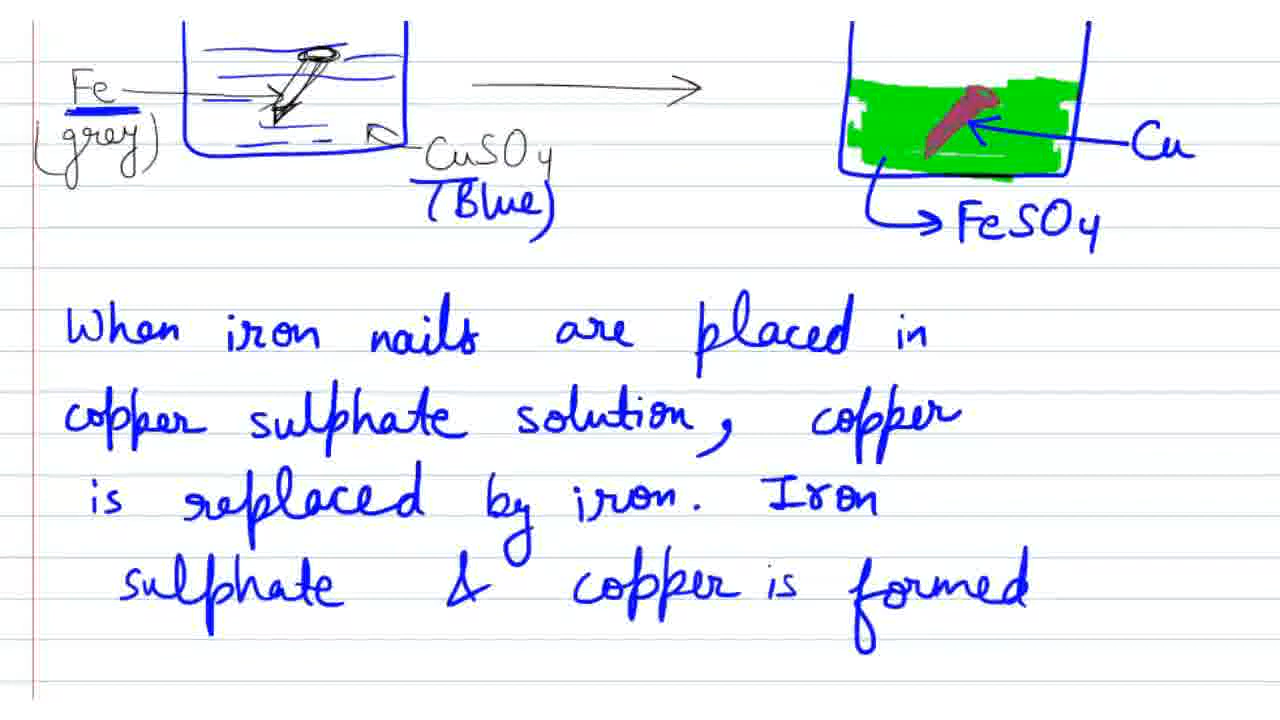 Fe
(grey)
CuSO4
(Blue)
Cu
FeSO4
When iron nails are placed in
copper sulphate solution, copper
is replaced by iron. Iron
sulphate & copper is formed